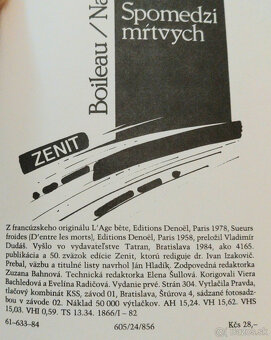 Boileau / Na
Spomedzi
mŕtvych
ZENIT
Z francúzskeho originálu L'Age bête, Editions Denoël, Paris 1978, Sueurs
froides (D'entre les morts), Editions Denoël, Paris 1958, preložil Vladimír
Dudáš. Vyšlo vo vydavateľstve Tatran, Bratislava 1984, ako 4165.
publikácia a 50. zväzok edície Zenit, ktorú rediguje dr. Ivan Izakovič.
Prebal, väzbu a titulné listy navrhol Ján Hladík, Zodpovedná redaktorka
Zuzana Bahnová. Technická redaktorka Elena Šullová. Korigovali Viera
Bachledová a Evelína Radičová. Vydanie prvé. Strán 304. Vytlačila Pravda,
tlačový kombinát KSS, závod 01, Bratislava, Štúrova 4, sádzané fotosadz-
bou v závode 02. Náklad 50 000 výtlačkov. AH 15,24. VH 15,62. VHS
15,03. VHI 0,59. TS 13.34. 1866/I – 82
61-633-84
605/24/856
Kčs 28,–